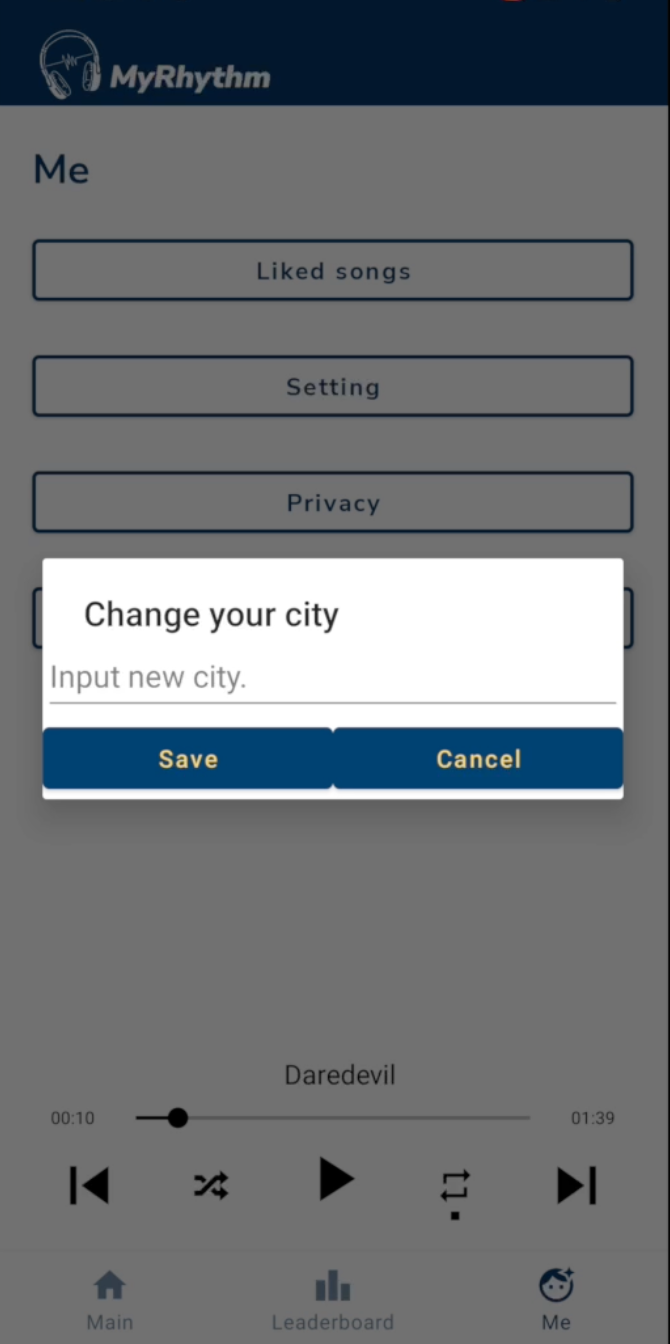 MyRhythm
Me
Liked songs
Setting
Privacy
Change your city
Input new city.
Save Cancel
Daredevil
00:10 01:39
Main Leaderboard Me